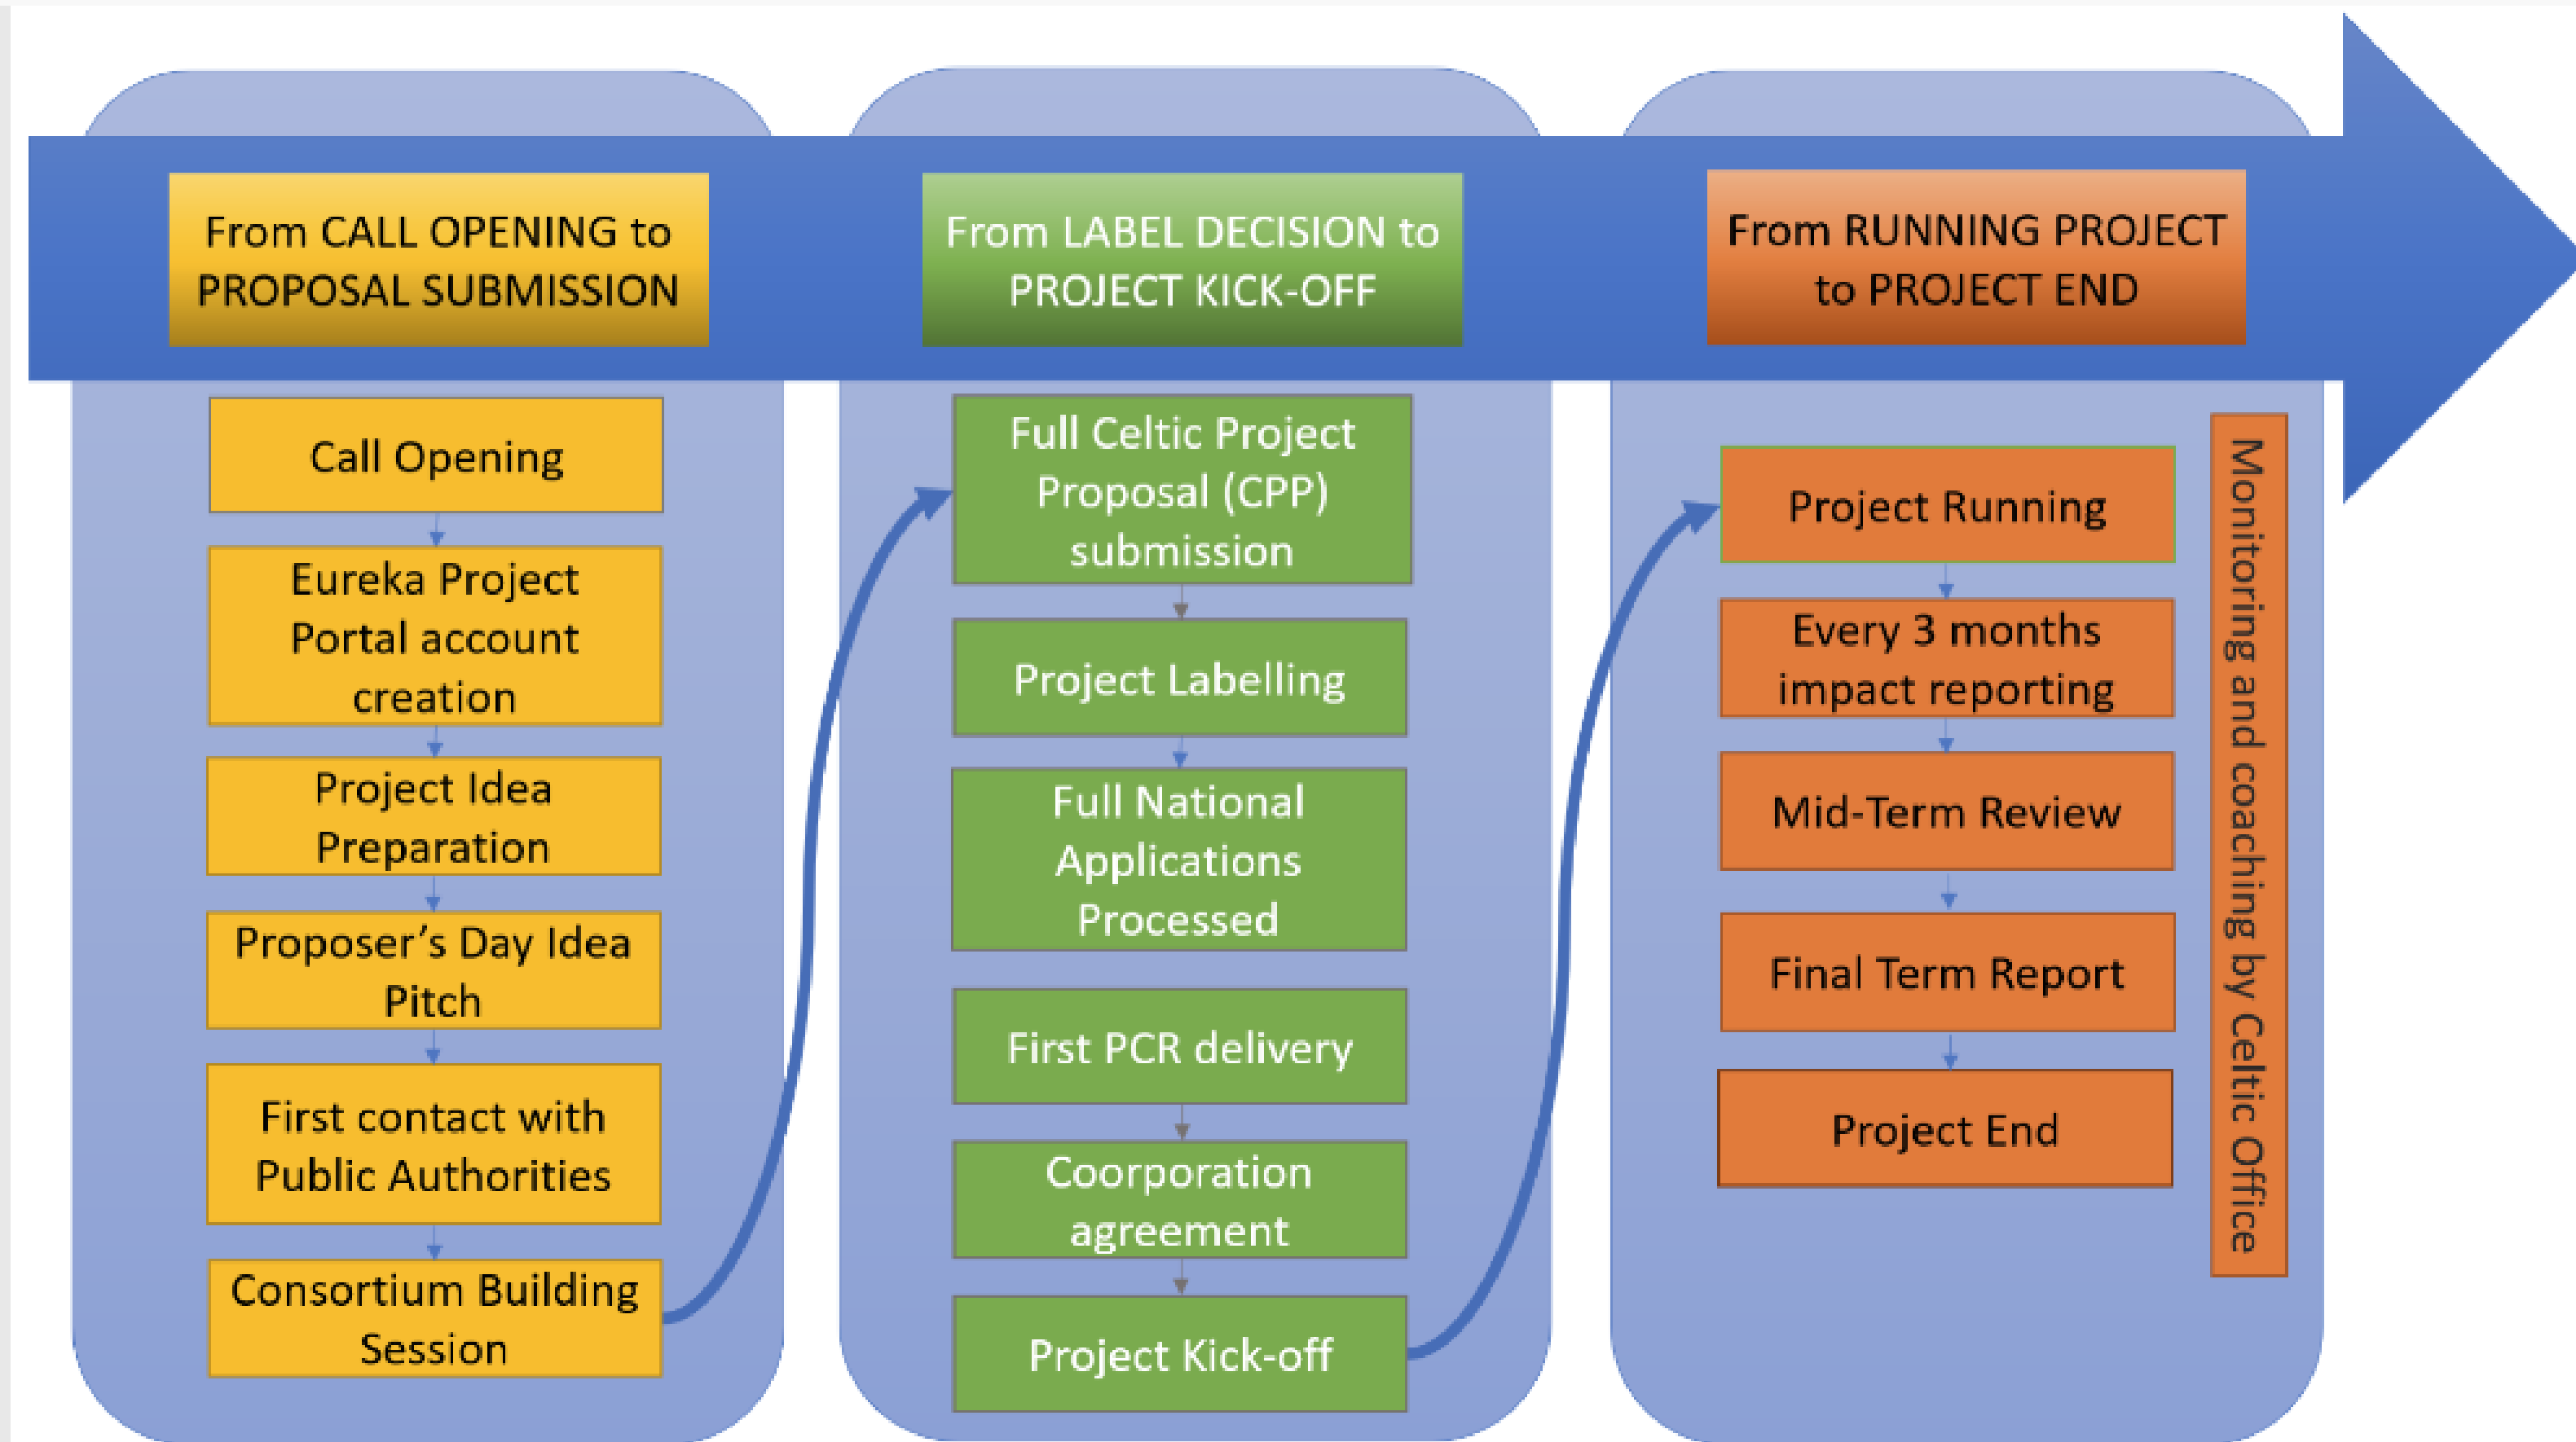 From CALL OPENING to
PROPOSAL SUBMISSION
From LABEL DECISION to
PROJECT KICK-OFF
From RUNNING PROJECT
to PROJECT END
Call Opening
Eureka Project
Portal account
creation
Project Idea
Preparation
Proposer’s Day Idea
Pitch
First contact with
Public Authorities
Consortium Building
Session
Full Celtic Project
Proposal (CPP)
submission
Project Labelling
Full National
Applications
Processed
First PCR delivery
Coorporation
agreement
Project Kick-off
Project Running
Every 3 months
impact reporting
Mid-Term Review
Final Term Report
Project End
Monitoring and coaching by Celtic Office